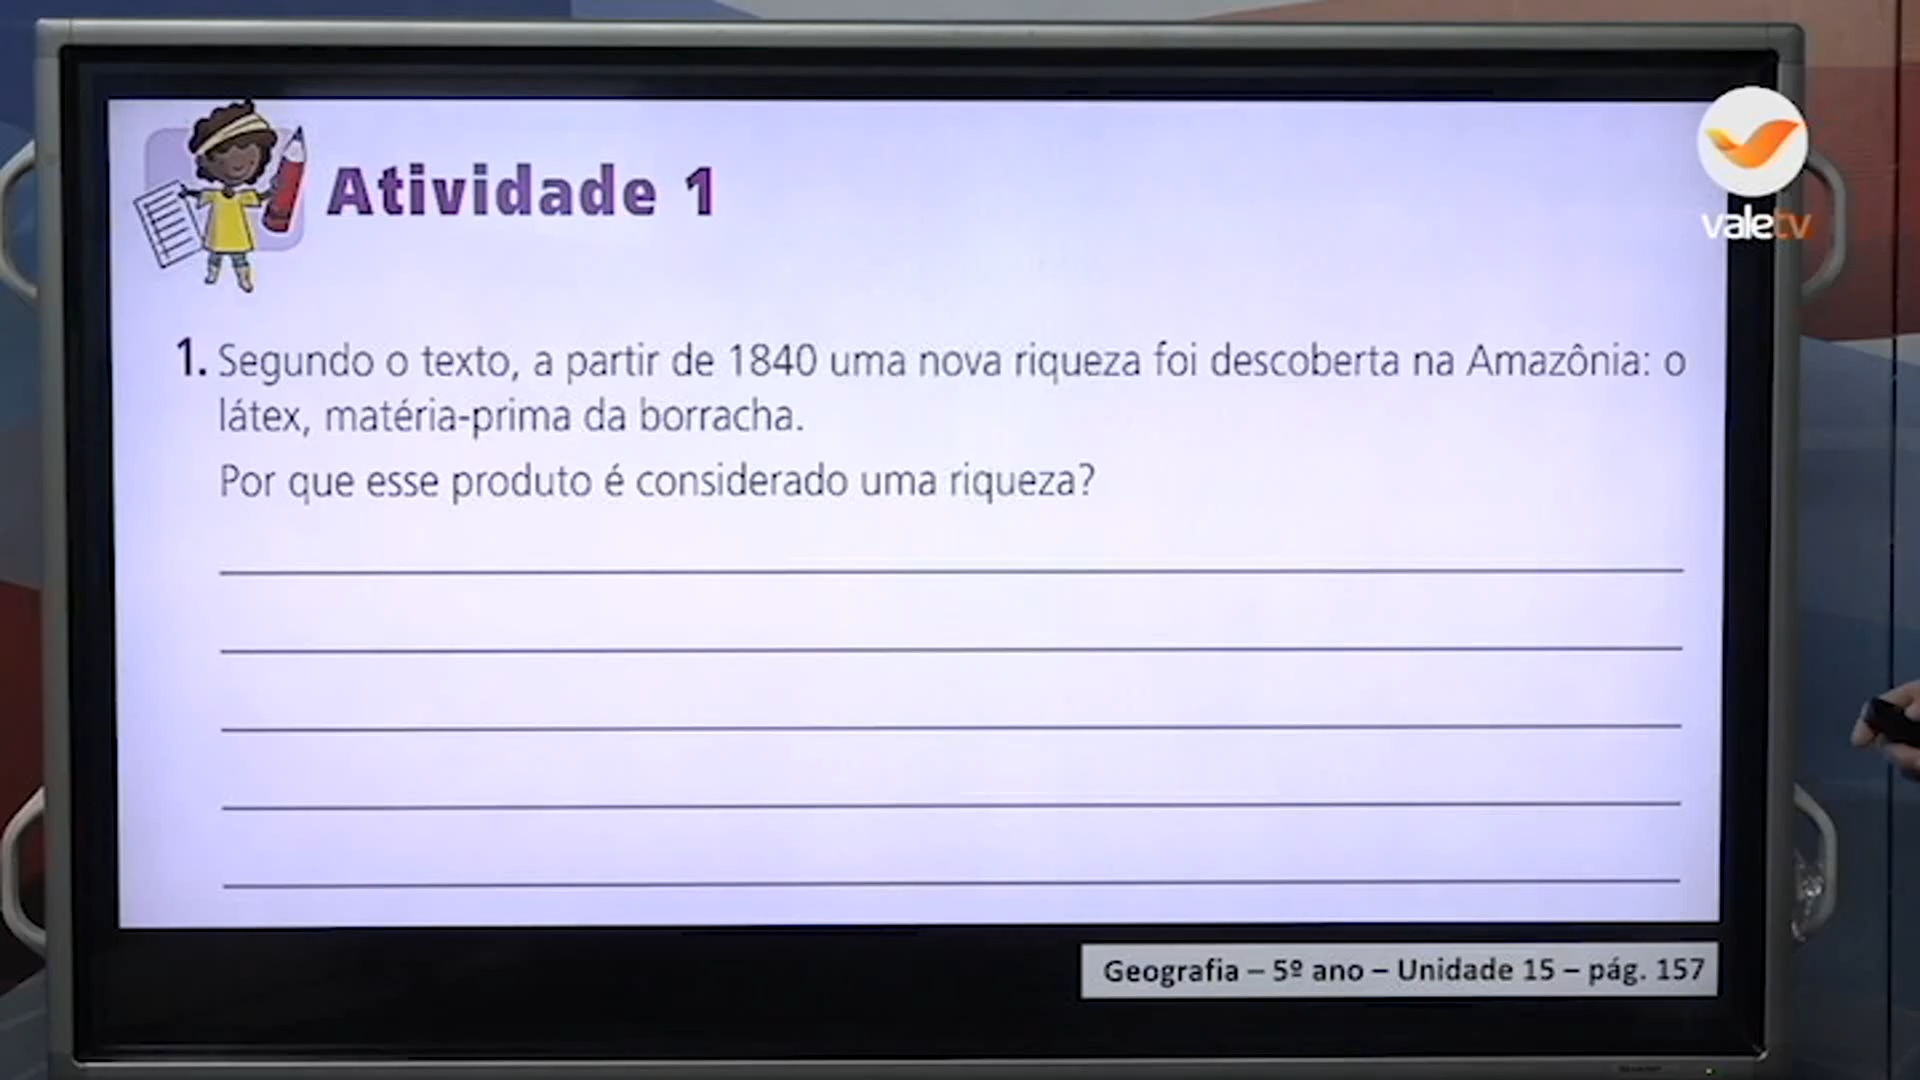 valetv
Atividade 1
1. Segundo o texto, a partir de 1840 uma nova riqueza foi descoberta na Amazônia: o
látex, matéria-prima da borracha.
Por que esse produto é considerado uma riqueza?
Geografia – 5º ano – Unidade 15 – pág. 157